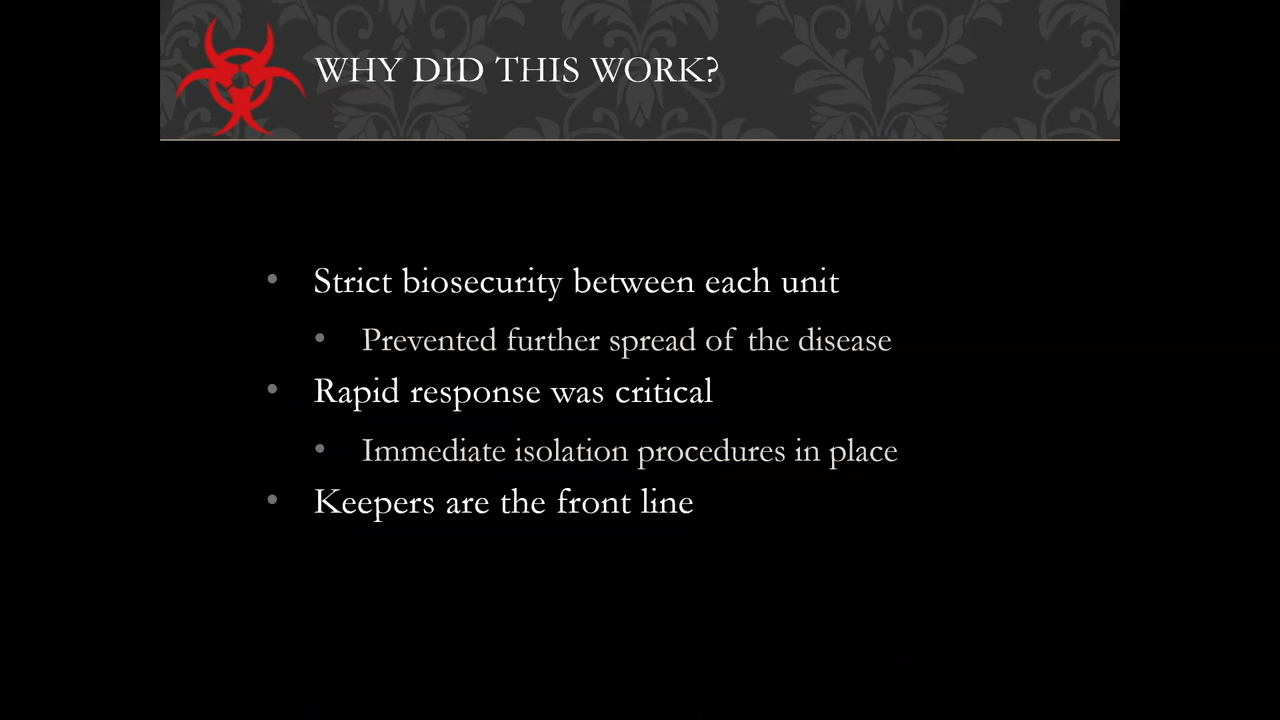 WHY DID THIS WORK?
• Strict biosecurity between each unit
• Prevented further spread of the disease
• Rapid response was critical
• Immediate isolation procedures in place
• Keepers are the front line